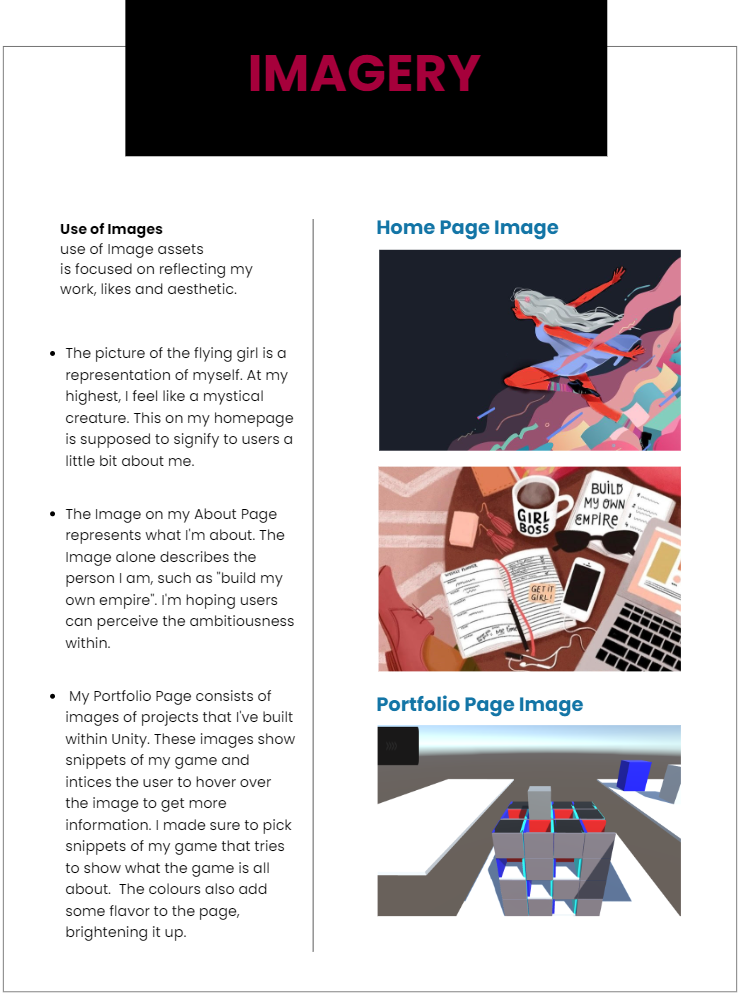 IMAGERY
Use of Images
use of Image assets
is focused on reflecting my
work, likes and aesthetic.
The picture of the flying girl is a
representation of myself. At my
highest, I feel like a mystical
creature. This on my homepage
is supposed to signify to users a
little bit about me.
The Image on my About Page
represents what I'm about. The
Image alone describes the
person I am, such as "build my
own empire". I'm hoping users
can perceive the ambitiousness
within.
My Portfolio Page consists of
images of projects that I've built
within Unity. These images show
snippets of my game and
intices the user to hover over
the image to get more
information. I made sure to pick
snippets of my game that tries
to show what the game is all
about.  The colours also add
some flavor to the page,
brightening it up.
Home Page Image
GIRL
BOSS
BUILD
MY OWN
EMPIRE
WEEKLY PLANNER
GET IT
GIRL!
Portfolio Page Image